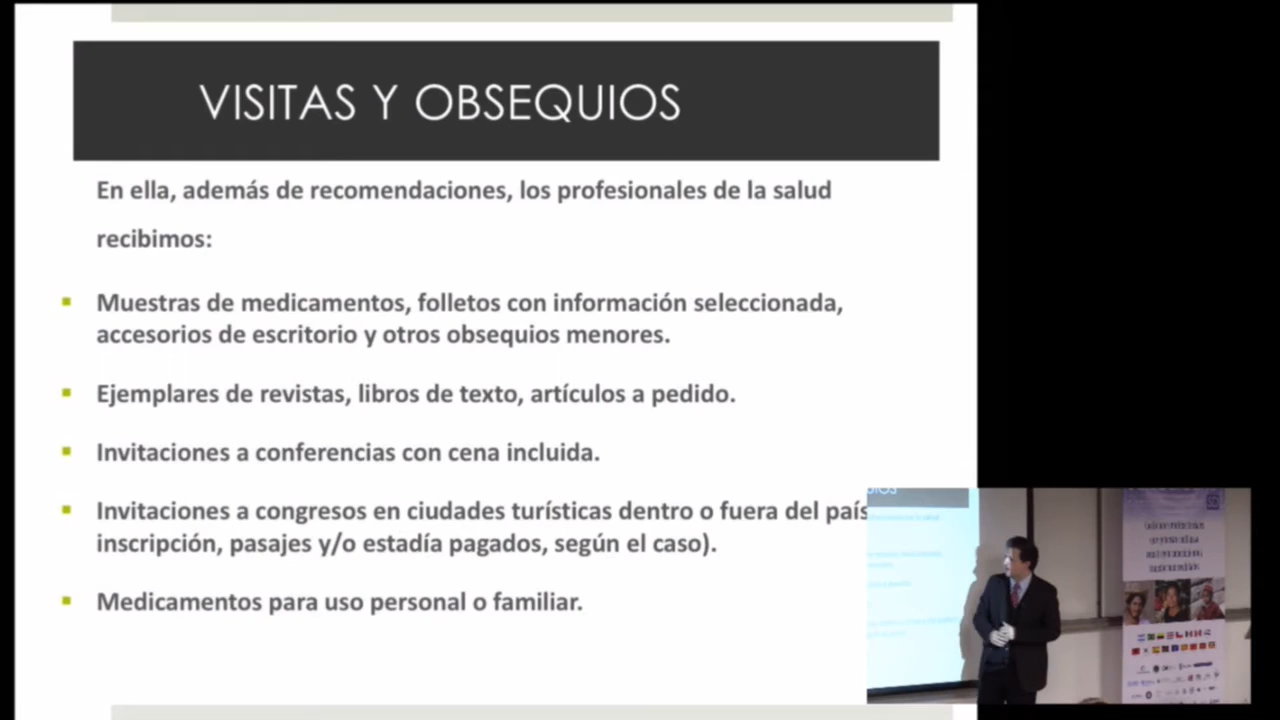 VISITAS Y OBSEQUIOS
En ella, además de recomendaciones, los profesionales de la salud
recibimos:
Muestras de medicamentos, folletos con información seleccionada,
accesorios de escritorio y otros obsequios menores.
Ejemplares de revistas, libros de texto, artículos a pedido.
Invitaciones a conferencias con cena incluida.
Invitaciones a congresos en ciudades turísticas dentro o fuera del país
inscripción, pasajes y/o estadía pagados, según el caso).
Medicamentos para uso personal o familiar.